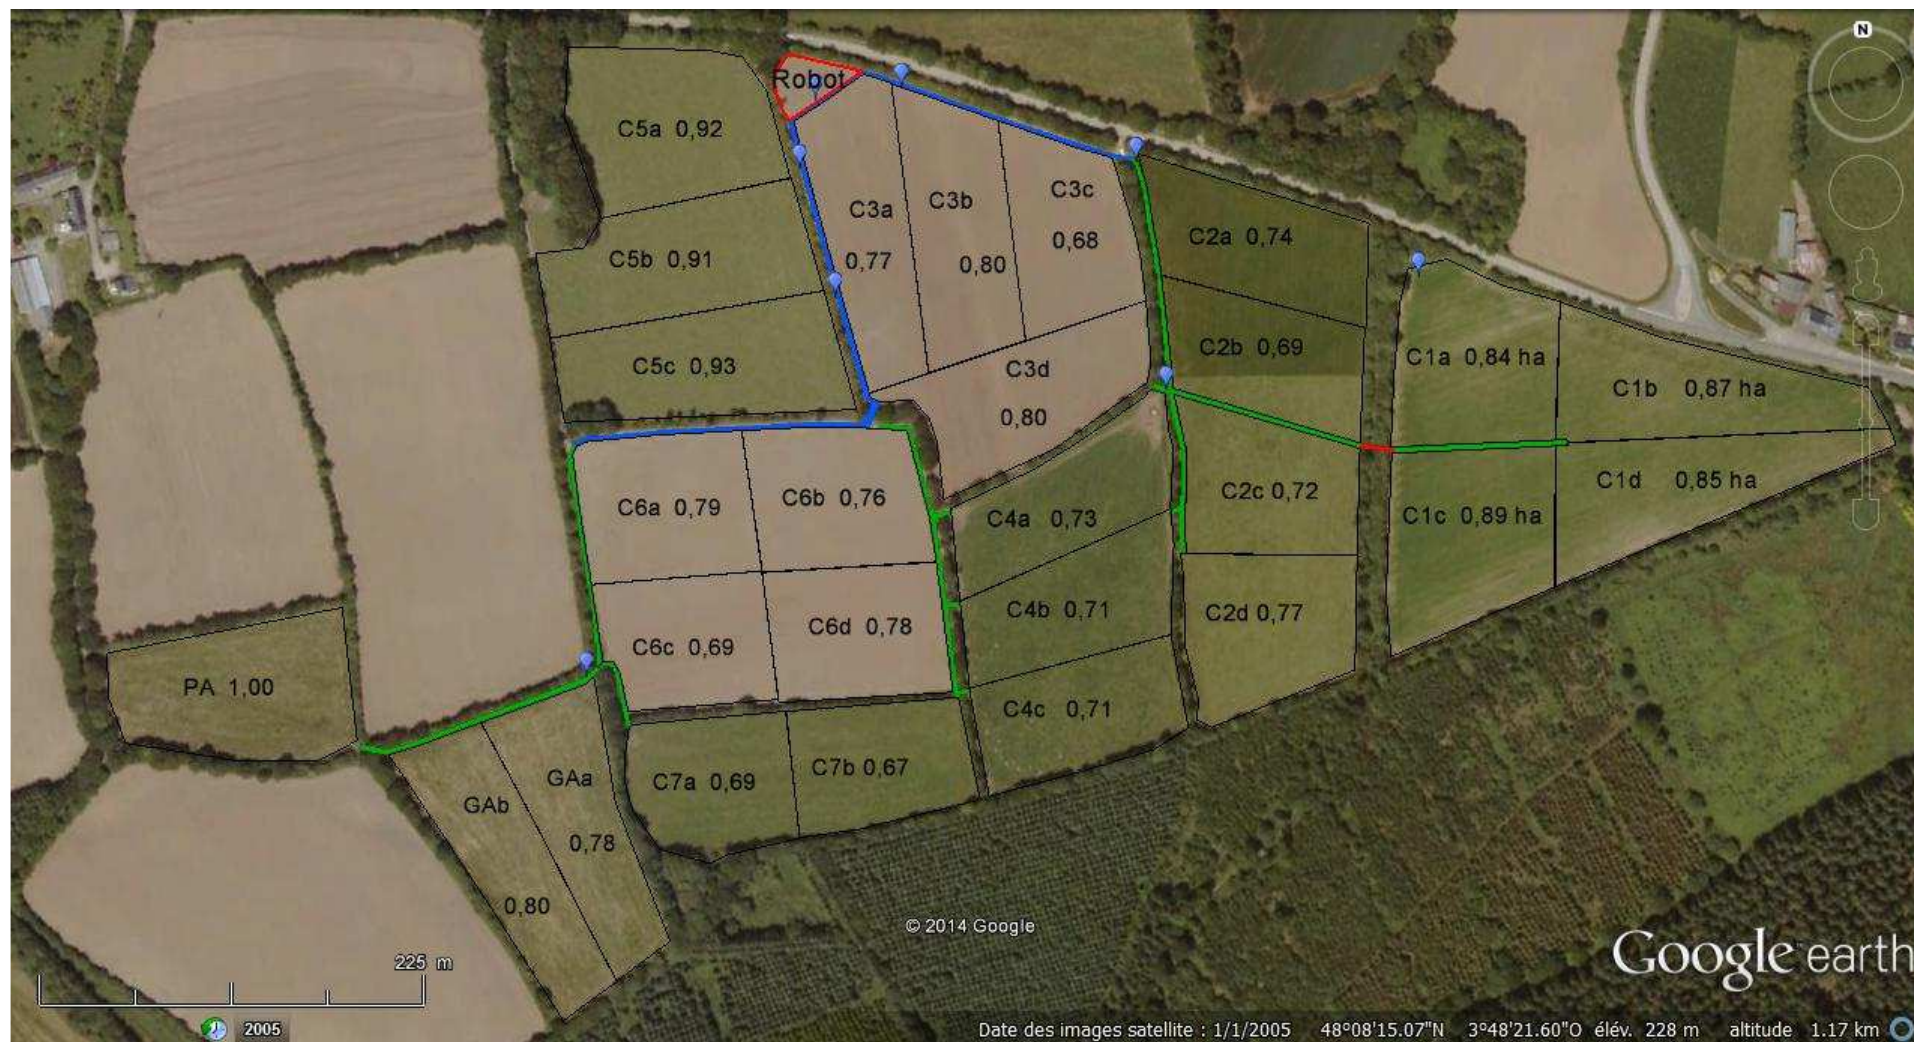 N
Robot
C5a 0,92
C5b 0,91
C5c 0,93
C3a
0,77
C3b
0,80
C3c
0,68
C3d
0,80
C2a 0,74
C2b 0,69
C2c 0,72
C2d 0,77
C1a 0,84 ha
C1b 0,87 ha
C1c 0,89 ha
C1d 0,85 ha
C6a 0,79
C6b 0,76
C6c 0,69
C6d 0,78
C4a 0,73
C4b 0,71
C4c 0,71
PA 1,00
GAb
0,80
GAa
0,78
C7a 0,69
C7b 0,67
© 2014 Google
Google earth
225 m
2005
Date des images satellite : 1/1/2005 48°08'15.07"N 3°48'21.60"O élév. 228 m altitude 1.17 km